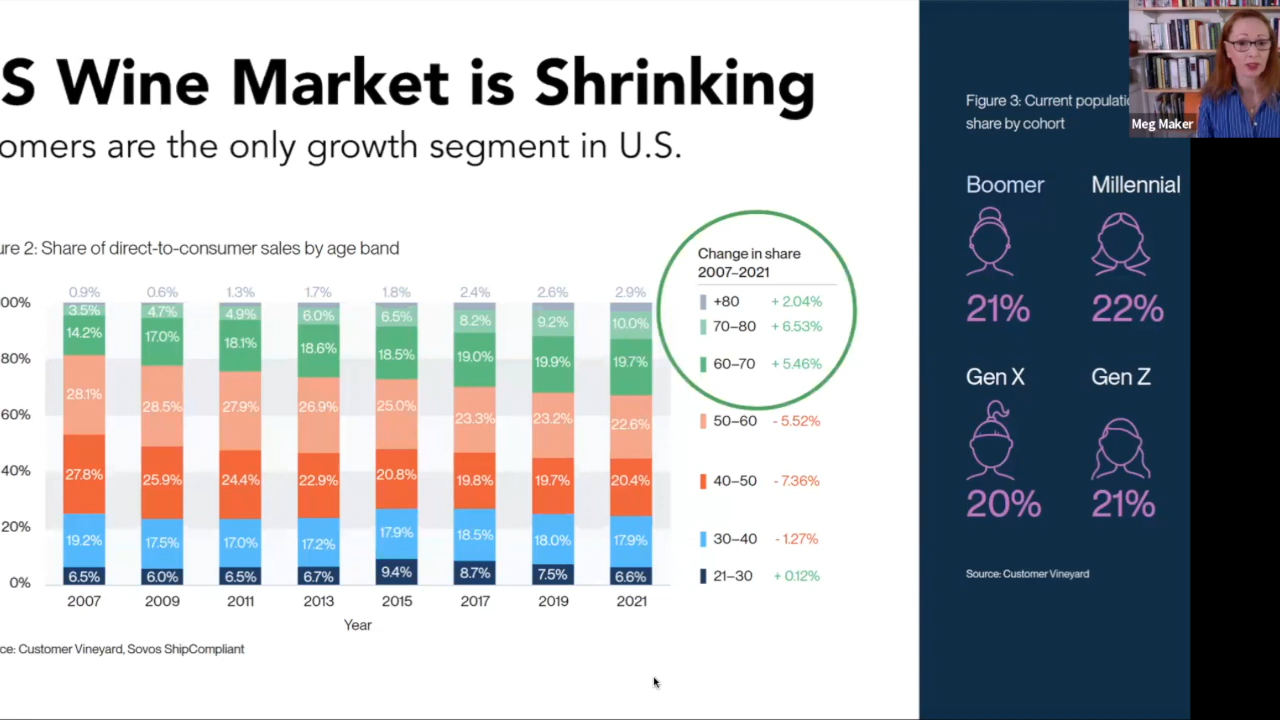 S Wine Market is Shrinking
omers are the only growth segment in U.S.
ure 2: Share of direct-to-consumer sales by age band
00%
80%
60%
40%
20%
0%
0.9% 0.6% 1.3% 1.7% 1.8% 2.4% 2.6% 2.9%
3.5% 4.7% 4.9% 6.0% 6.5% 8.2% 9.2% 10.0%
14.2% 17.0% 18.1% 18.6% 18.5% 19.0% 19.9% 19.7%
28.1% 28.5% 27.9% 26.9% 25.0% 23.3% 23.2% 22.6%
27.8% 25.9% 24.4% 22.9% 20.8% 19.8% 19.7% 20.4%
19.2% 17.5% 17.0% 17.2% 17.9% 18.5% 18.0% 17.9%
6.5% 6.0% 6.5% 6.7% 9.4% 8.7% 7.5% 6.6%
2007 2009 2011 2013 2015 2017 2019 2021
Year
ce: Customer Vineyard, Sovos ShipCompliant
Change in share
2007–2021
+80 + 2.04%
70–80 + 6.53%
60–70 + 5.46%
50–60 - 5.52%
40–50 - 7.36%
30–40 - 1.27%
21–30 + 0.12%
Figure 3: Current populati
share by cohort
Boomer Millennial
21% 22%
Gen X Gen Z
20% 21%
Source: Customer Vineyard
Meg Maker